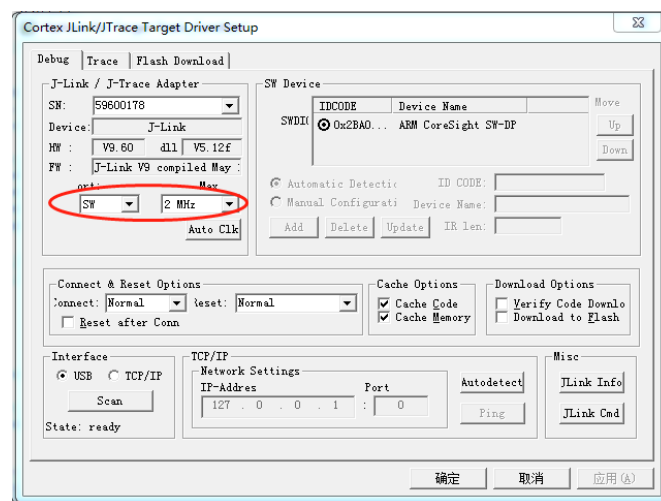 Cortex JLink/JTrace Target Driver Setup
Debug Trace Flash Download
J-Link / J-Trace Adapter
SN: 59600178
Device: J-Link
HW : V9.60 dll V5.12f
FW : J-Link V9 compiled May
ort: Max
SW 2 MHz
Auto Clk
SW Device
IDCODE Device Name
SWDI 0x2BA0... ARM CoreSight SW-DP
Move
Up
Down
Automatic Detectic ID CODE:
Manual Configurati Device Name:
Add Delete Update IR len:
Connect & Reset Options
Connect: Normal Reset: Normal
Reset after Conn
Cache Options
Cache Code
Cache Memory
Download Options
Verify Code Downlo
Download to Flash
Interface
USB TCP/IP
Scan
State: ready
TCP/IP
Network Settings
IP-Addres Port
127 . 0 . 0 . 1 : 0
Autodetect
Ping
Misc
JLink Info
JLink Cmd
确定 取消 应用(A)